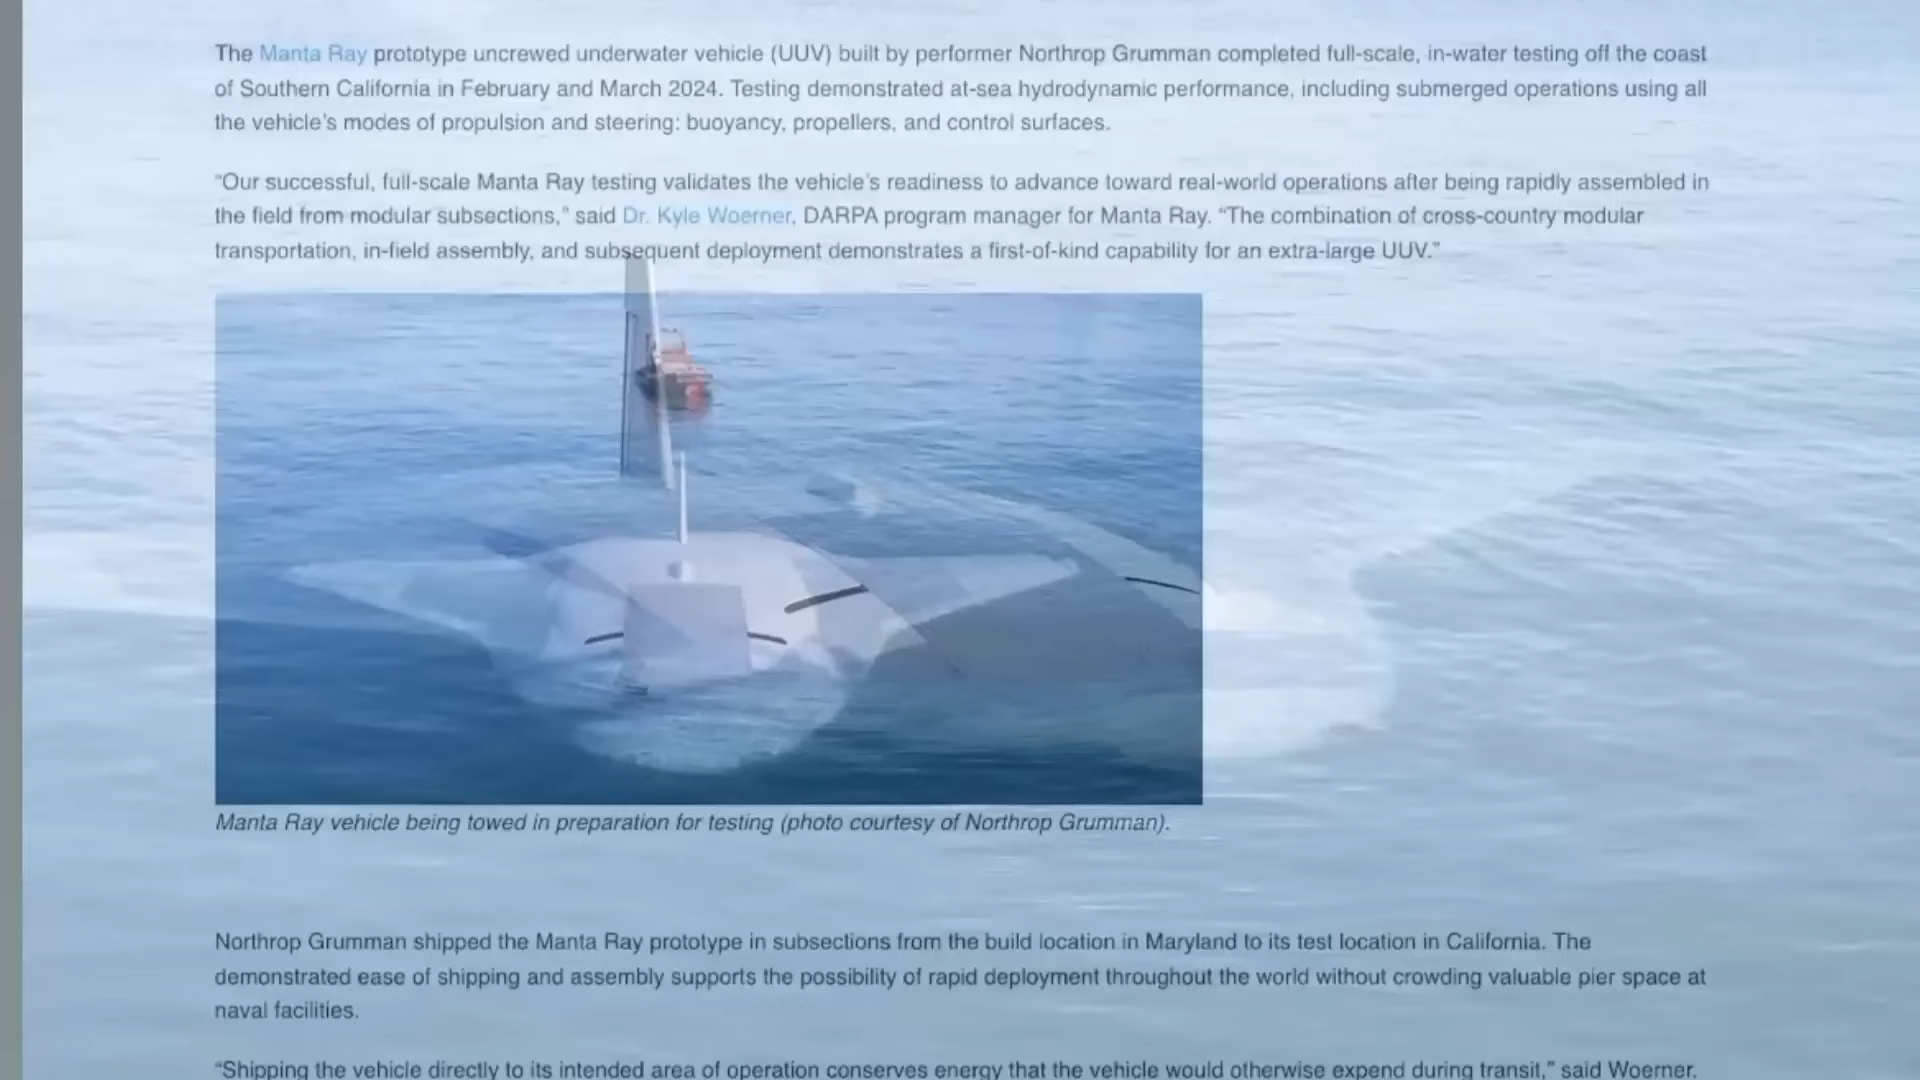 The Manta Ray prototype uncrewed underwater vehicle (UUV) built by performer Northrop Grumman completed full-scale, in-water testing off the coast
of Southern California in February and March 2024. Testing demonstrated at-sea hydrodynamic performance, including submerged operations using all
the vehicle's modes of propulsion and steering: buoyancy, propellers, and control surfaces.
“Our successful, full-scale Manta Ray testing validates the vehicle's readiness to advance toward real-world operations after being rapidly assembled in
the field from modular subsections,” said Dr. Kyle Woerner, DARPA program manager for Manta Ray. “The combination of cross-country modular
transportation, in-field assembly, and subsequent deployment demonstrates a first-of-kind capability for an extra-large UUV.”
Manta Ray vehicle being towed in preparation for testing (photo courtesy of Northrop Grumman).
Northrop Grumman shipped the Manta Ray prototype in subsections from the build location in Maryland to its test location in California. The
demonstrated ease of shipping and assembly supports the possibility of rapid deployment throughout the world without crowding valuable pier space at
naval facilities.
“Shipping the vehicle directly to its intended area of operation conserves energy that the vehicle would otherwise expend during transit,” said Woerner.